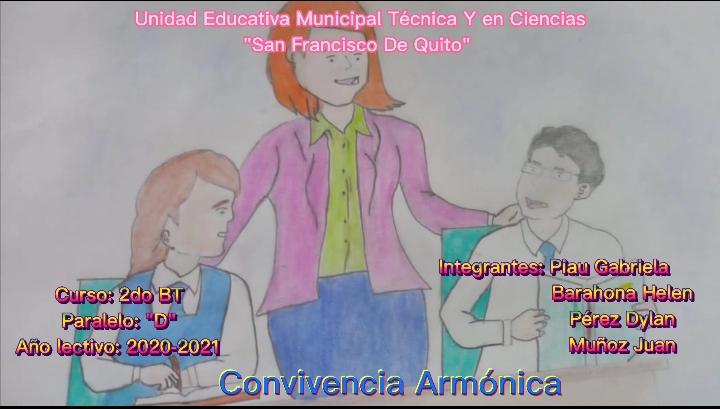 Unidad Educativa Municipal Técnica Y en Ciencias
"San Francisco De Quito"
Integrantes: Piau Gabriela
Barahona Helen
Pérez Dylan
Muñoz Juan
Curso: 2do BT
Paralelo: "D"
Año lectivo: 2020-2021
Convivencia Armónica